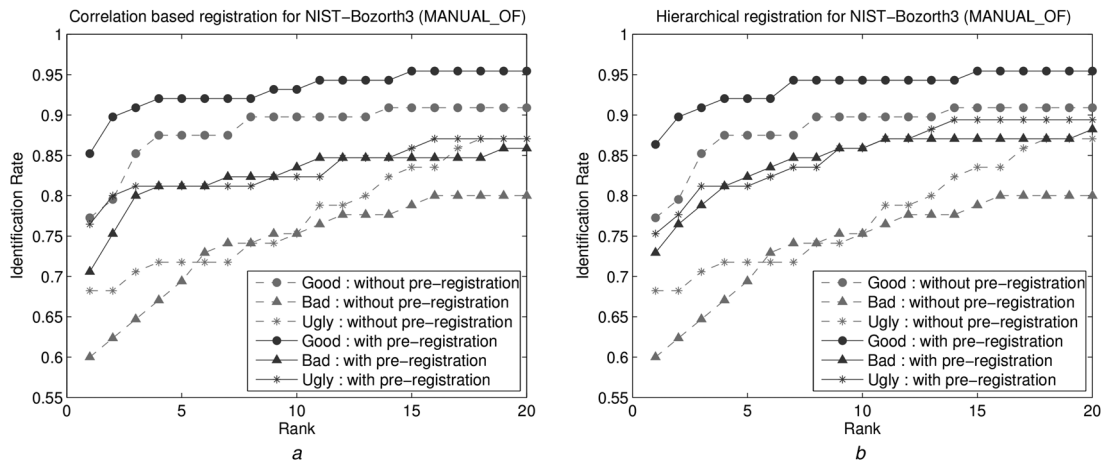 Correlation based registration for NIST−Bozorth3 (MANUAL_OF)
1
0.95
0.9
0.85
0.8
0.75
0.7
0.65
0.6
0.55
Identification Rate
Good : without pre−registration
Bad : without pre−registration
Ugly : without pre−registration
Good : with pre−registration
Bad : with pre−registration
Ugly : with pre−registration
0 5 10 15 20
Rank
a
Hierarchical registration for NIST−Bozorth3 (MANUAL_OF)
1
0.95
0.9
0.85
0.8
0.75
0.7
0.65
0.6
0.55
Identification Rate
Good : without pre−registration
Bad : without pre−registration
Ugly : without pre−registration
Good : with pre−registration
Bad : with pre−registration
Ugly : with pre−registration
0 5 10 15 20
Rank
b